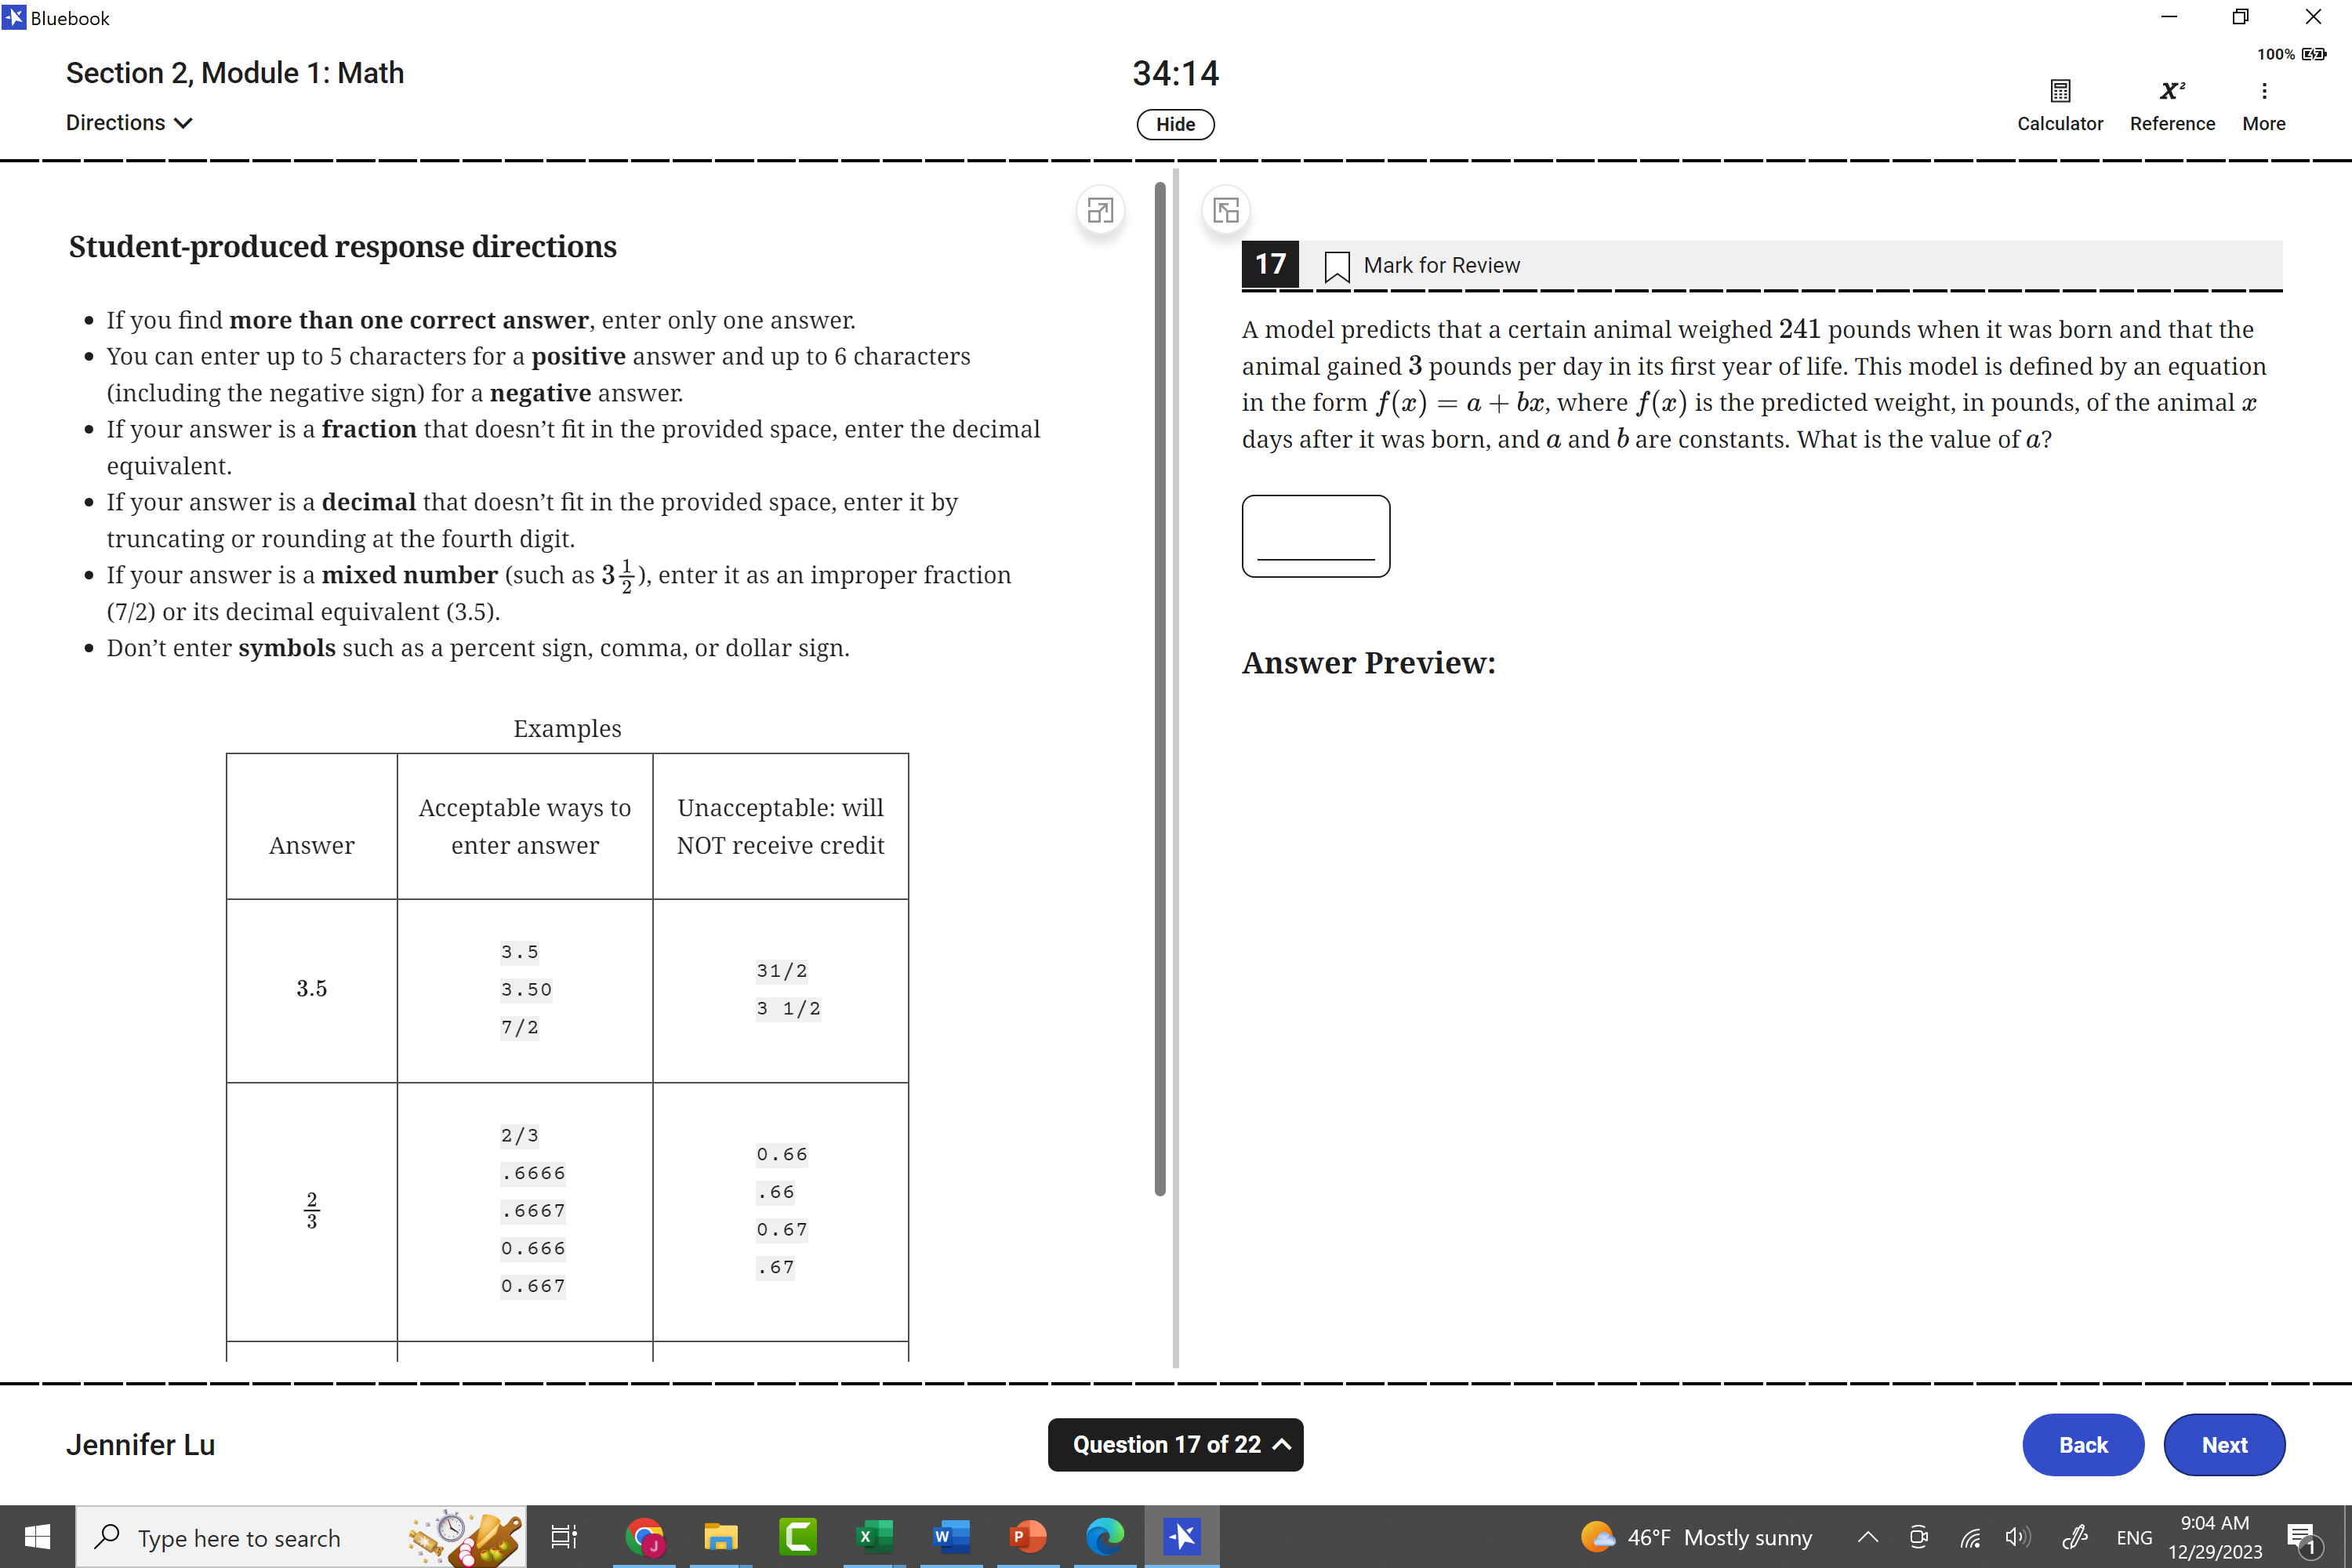 Bluebook
100%
Section 2, Module 1: Math
34:14
Directions
Hide
Calculator
X²
Reference
More
Student-produced response directions
• If you find more than one correct answer, enter only one answer.
• You can enter up to 5 characters for a positive answer and up to 6 characters
(including the negative sign) for a negative answer.
• If your answer is a fraction that doesn’t fit in the provided space, enter the decimal
equivalent.
• If your answer is a decimal that doesn’t fit in the provided space, enter it by
truncating or rounding at the fourth digit.
• If your answer is a mixed number (such as 3 1/2), enter it as an improper fraction
(7/2) or its decimal equivalent (3.5).
• Don’t enter symbols such as a percent sign, comma, or dollar sign.
Examples
Answer
Acceptable ways to
enter answer
Unacceptable: will
NOT receive credit
3.5
3.5
3.50
7/2
31/2
3 1/2
2/3
2/3
.6666
.6667
0.666
0.667
0.66
.66
0.67
.67
17
Mark for Review
A model predicts that a certain animal weighed 241 pounds when it was born and that the
animal gained 3 pounds per day in its first year of life. This model is defined by an equation
in the form f(x) = a + bx, where f(x) is the predicted weight, in pounds, of the animal x
days after it was born, and a and b are constants. What is the value of a?
Answer Preview:
Jennifer Lu
Question 17 of 22
Back
Next
Type here to search
J
X
W
P
46°F Mostly sunny
ENG
9:04 AM
12/29/2023
1